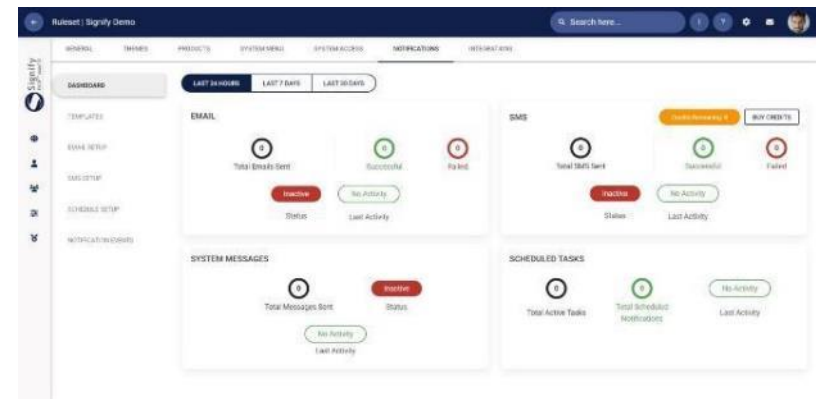 Ruleset | Signify Demo
Search here...
GENERAL THEMES PRODUCTS SYSTEM MENU SYSTEM ACCESS NOTIFICATIONS INTEGRATIONS
Signify
DASHBOARD
LAST 24 HOURS LAST 7 DAYS LAST 30 DAYS
TEMPLATES
EMAIL SETUP
SMS SETUP
SCHEDULE SETUP
NOTIFICATION EVENTS
EMAIL
0 0 0
Total Emails Sent Successful Failed
Inactive No Activity
Status Last Activity
SMS
Credits Remaining: 0 BUY CREDITS
0 0 0
Total SMS Sent Successful Failed
Inactive No Activity
Status Last Activity
SYSTEM MESSAGES
0 Inactive
Total Messages Sent Status
No Activity
Last Activity
SCHEDULED TASKS
0 0 No Activity
Total Active Tasks Total Scheduled Last Activity
Notifications